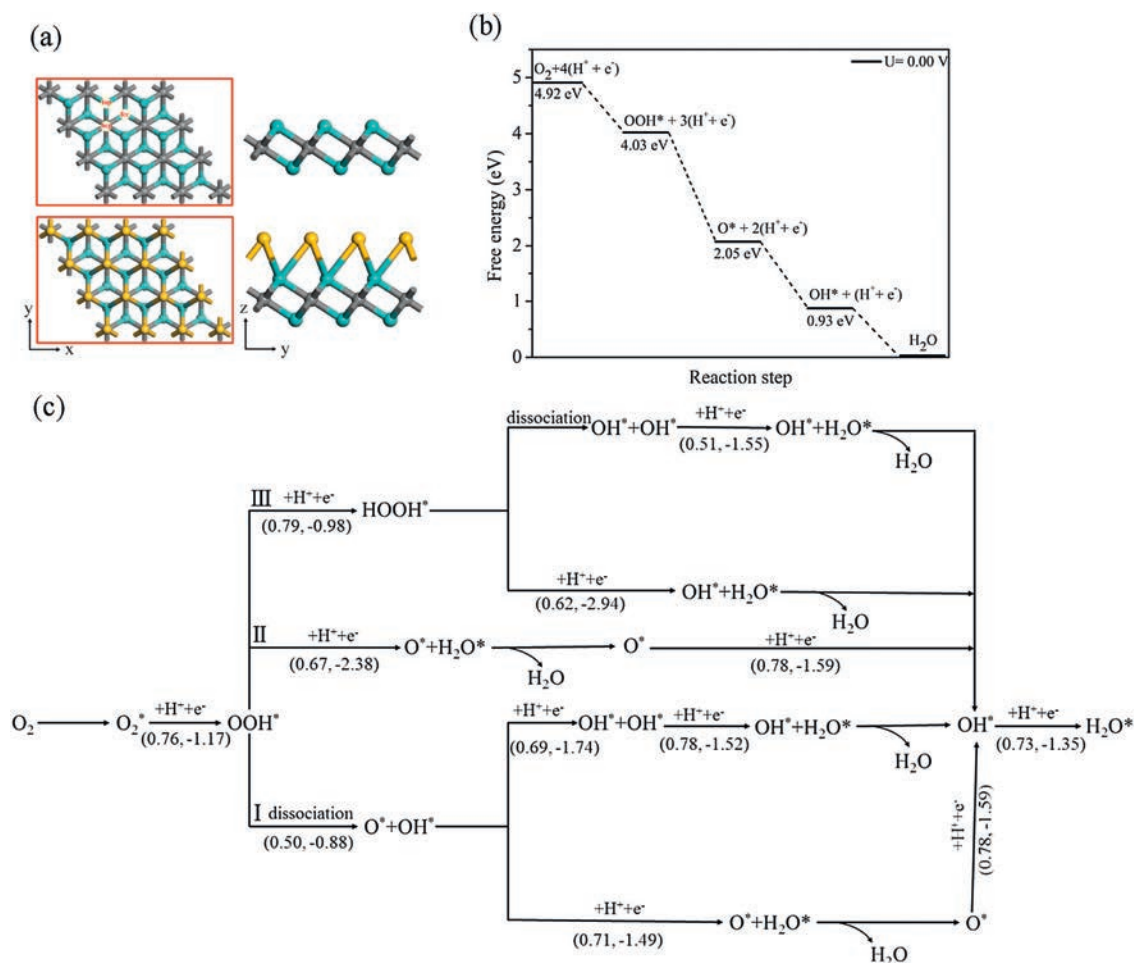 (a)
y
x
z
y
(b)
U= 0.00 V
Free energy (eV)
5
4
3
2
1
0
O₂+4(H⁺ + e⁻)
4.92 eV
OOH* + 3(H⁺+ e⁻)
4.03 eV
O* + 2(H⁺+ e⁻)
2.05 eV
OH* + (H⁺+ e⁻)
0.93 eV
H₂O
Reaction step
(c)
dissociation
OH*+OH*
+H⁺+e⁻
(0.51, -1.55)
OH*+H₂O*
H₂O
III
+H⁺+e⁻
(0.79, -0.98)
HOOH*
+H⁺+e⁻
(0.62, -2.94)
OH*+H₂O*
H₂O
II
+H⁺+e⁻
(0.67, -2.38)
O*+H₂O*
H₂O
O*
+H⁺+e⁻
(0.78, -1.59)
O₂
O₂*
+H⁺+e⁻
(0.76, -1.17)
OOH*
+H⁺+e⁻
(0.69, -1.74)
OH*+OH*
+H⁺+e⁻
(0.78, -1.52)
OH*+H₂O*
H₂O
OH*
+H⁺+e⁻
(0.73, -1.35)
H₂O*
I dissociation
(0.50, -0.88)
O*+OH*
+H⁺+e⁻
(0.78, -1.59)
+H⁺+e⁻
(0.71, -1.49)
O*+H₂O*
H₂O
O*